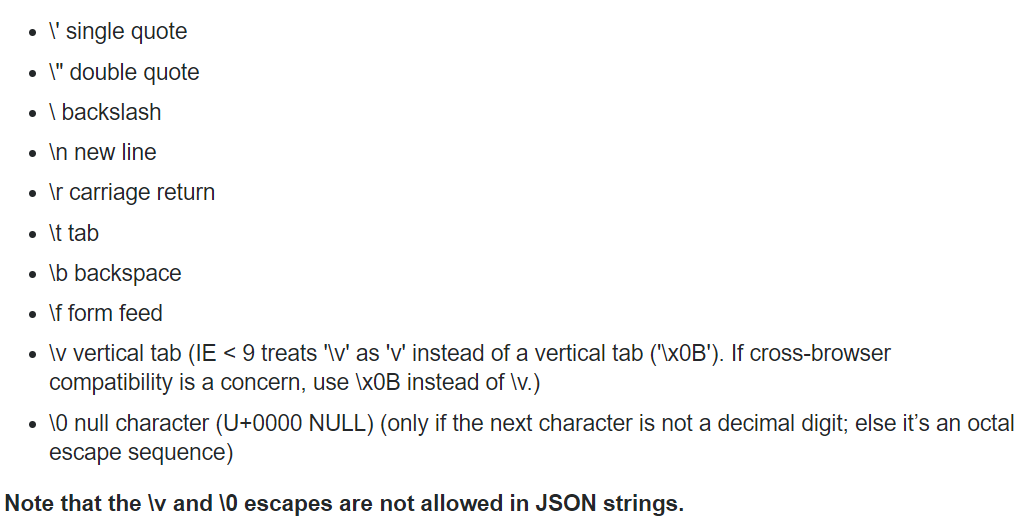 \' single quote
\" double quote
\ backslash
\n new line
\r carriage return
\t tab
\b backspace
\f form feed
\v vertical tab (IE < 9 treats '\v' as 'v' instead of a vertical tab ('\x0B'). If cross-browser
compatibility is a concern, use \x0B instead of \v.)
\0 null character (U+0000 NULL) (only if the next character is not a decimal digit; else it’s an octal
escape sequence)
Note that the \v and \0 escapes are not allowed in JSON strings.